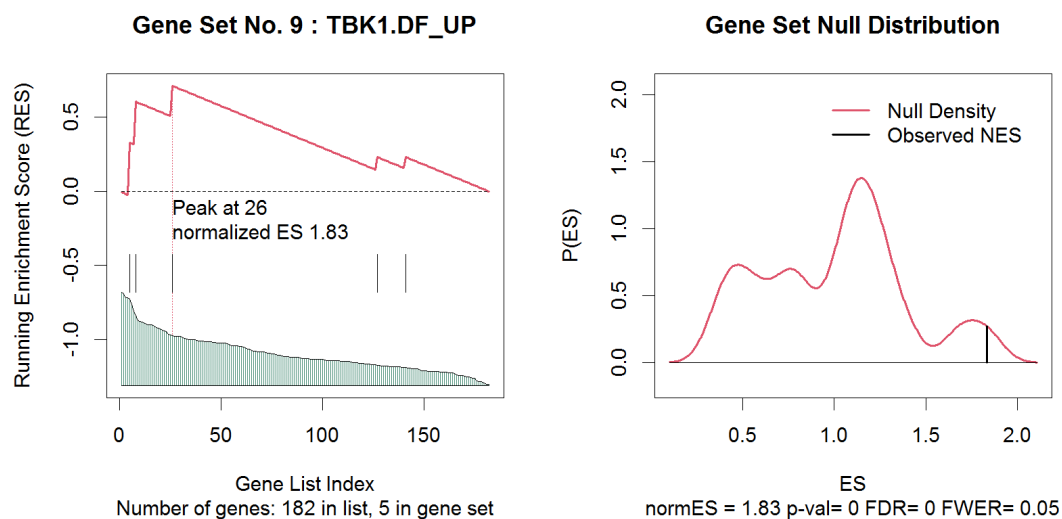 Gene Set No. 9 : TBK1.DF_UP
Running Enrichment Score (RES)
0.5
0.0
-0.5
-1.0
Peak at 26
normalized ES 1.83
0 50 100 150
Gene List Index
Number of genes: 182 in list, 5 in gene set
Gene Set Null Distribution
P(ES)
2.0
1.5
1.0
0.5
0.0
Null Density
Observed NES
0.5 1.0 1.5 2.0
ES
normES = 1.83 p-val= 0 FDR= 0 FWER= 0.05